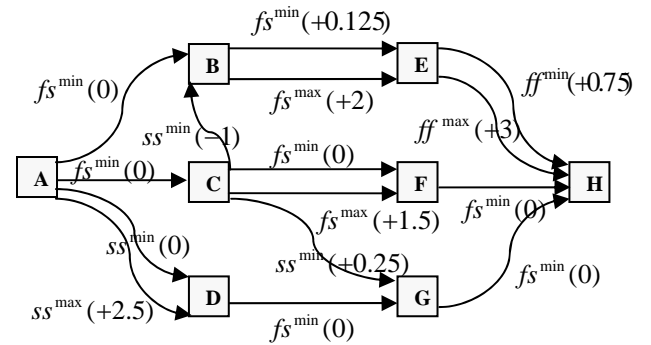 fs^min(+0.125)
B
E
fs^min(0)
fs^max(+2)
ff^min(+0.75)
ss^min(−1)
ff^max(+3)
fs^min(0)
fs^min(0)
A
C
F
H
fs^max(+1.5)
fs^min(0)
ss^min(0)
ss^min(+0.25)
fs^min(0)
D
G
ss^max(+2.5)
fs^min(0)